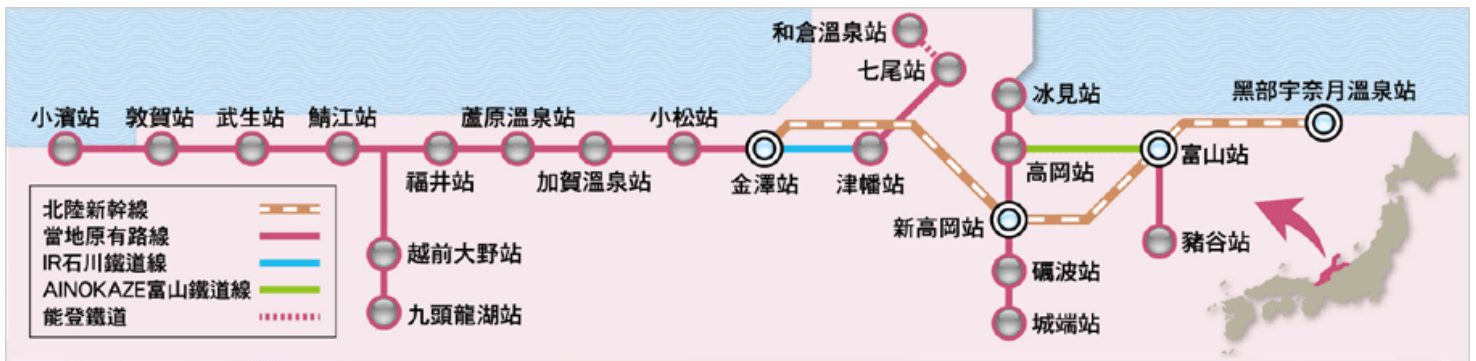 和倉溫泉站
七尾站
冰見站
黑部宇奈月溫泉站
小濱站
敦賀站
武生站
鯖江站
蘆原溫泉站
小松站
福井站
加賀溫泉站
金澤站
津幡站
高岡站
富山站
新高岡站
豬谷站
越前大野站
礪波站
九頭龍湖站
城端站
北陸新幹線
當地原有路線
IR石川鐵道線
AINOKAZE富山鐵道線
能登鐵道